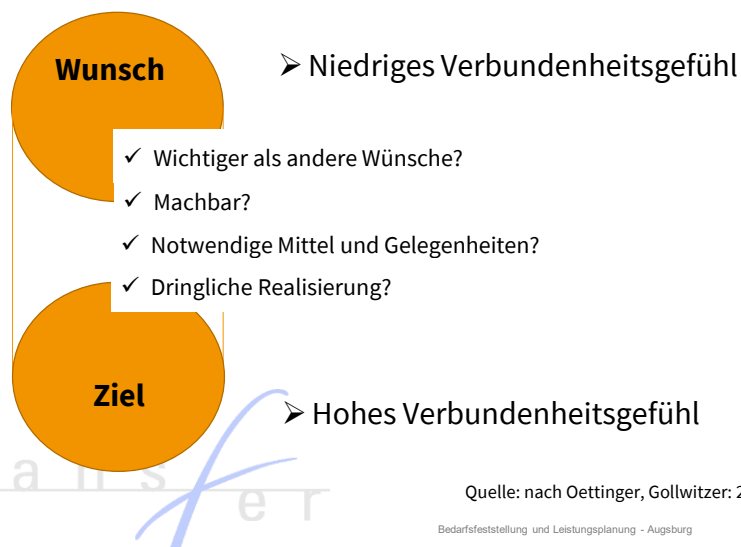 Wunsch
➢ Niedriges Verbundenheitsgefühl
✓ Wichtiger als andere Wünsche?
✓ Machbar?
✓ Notwendige Mittel und Gelegenheiten?
✓ Dringliche Realisierung?
Ziel
➢ Hohes Verbundenheitsgefühl
a n s f e r
Quelle: nach Oettinger, Gollwitzer: 2
Bedarfsfeststellung und Leistungsplanung - Augsburg